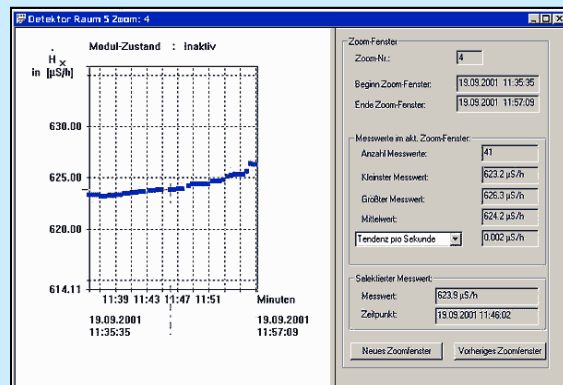 Detektor Raum 5 Zoom: 4
Modul-Zustand : inaktiv
Ḣx
in [µS/h]
630.00
625.00
620.00
614.11
11:39 11:43 11:47 11:51 Minuten
19.09.2001 19.09.2001
11:35:35 11:57:09
Zoom-Fenster
Zoom-Nr.: 4
Beginn Zoom-Fenster: 19.09.2001 11:35:35
Ende Zoom-Fenster: 19.09.2001 11:57:09
Messwerte im akt. Zoom-Fenster:
Anzahl Messwerte: 41
Kleinster Messwert: 623.2 µS/h
Größter Messwert: 626.3 µS/h
Mittelwert: 624.2 µS/h
Tendenz pro Sekunde 0.002 µS/h
Selektierter Messwert:
Messwert: 623.9 µS/h
Zeitpunkt: 19.09.2001 11:46:02
Neues Zoomfenster Vorheriges Zoomfenster